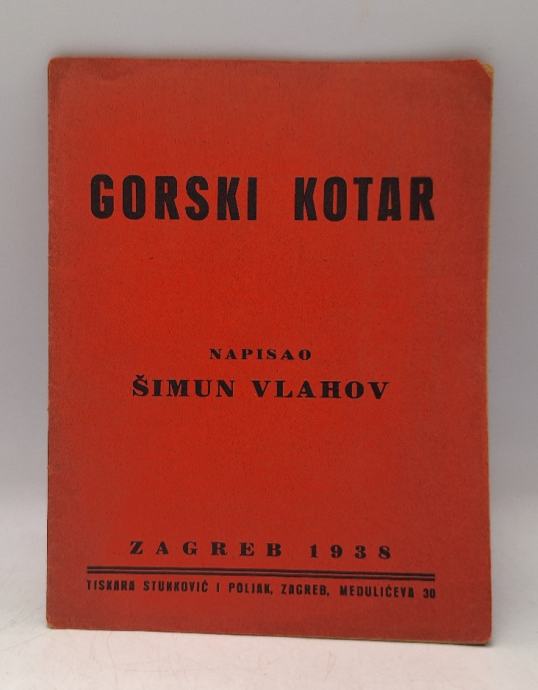 GORSKI KOTAR
NAPISAO
ŠIMUN VLAHOV
ZAGREB 1938
TISKARA STUNKOVIĆ I POLJAK, ZAGREB, MEDULIĆEVA 30